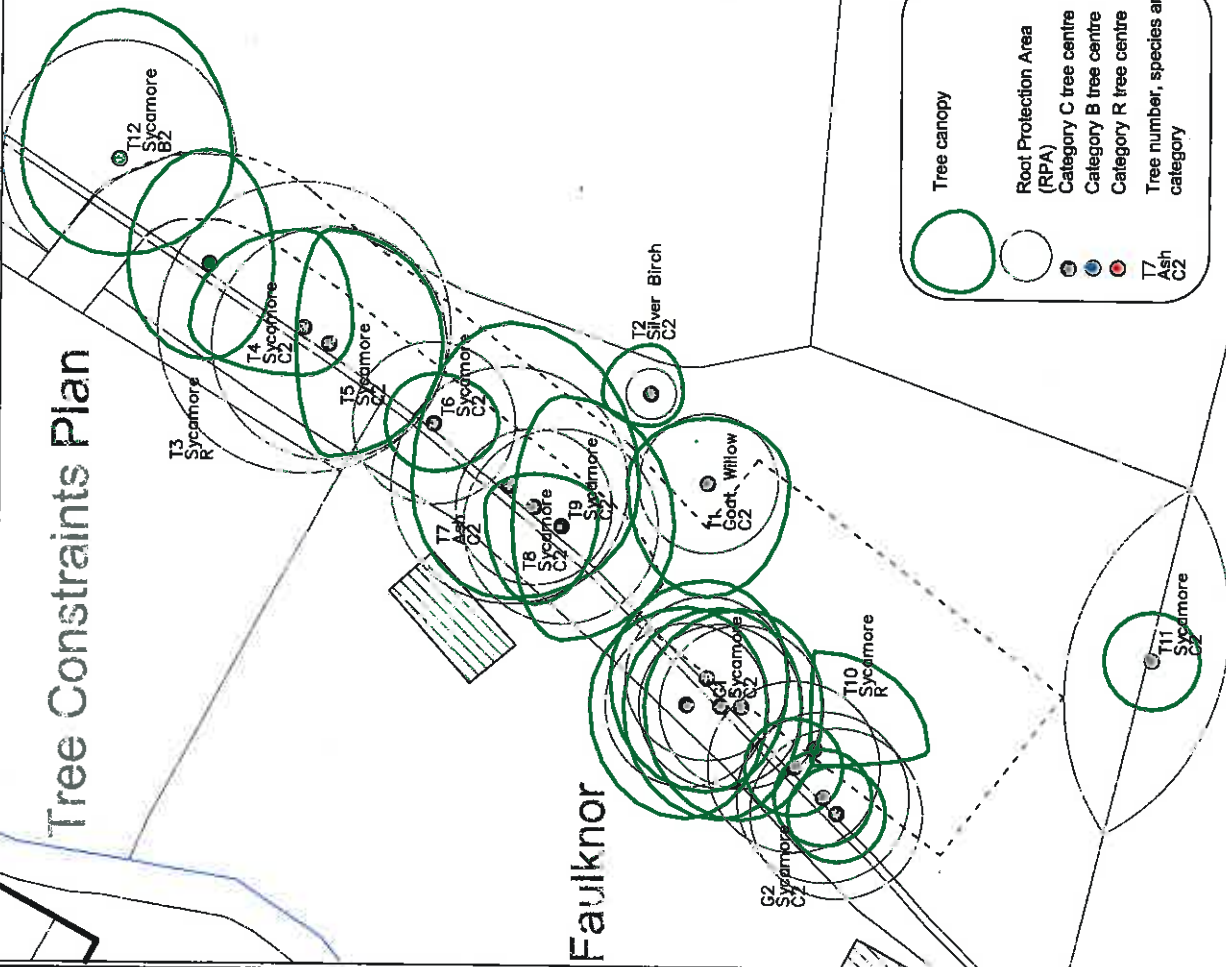 Tree Constraints Plan
Faulknor
T12
Sycamore
B2
T3
Sycamore
R
T4
Sycamore
C2
T5
Sycamore
C2
T6
Sycamore
C2
T7
Ash
C2
T8
Sycamore
C2
T9
Sycamore
C2
T2
Silver Birch
C2
T1
Goat Willow
C2
G1
Sycamore
C2
T10
Sycamore
R
G2
Sycamore
C2
T11
Sycamore
C2
Tree canopy
Root Protection Area
(RPA)
Category C tree centre
Category B tree centre
Category R tree centre
T7
Ash
C2
Tree number, species
category